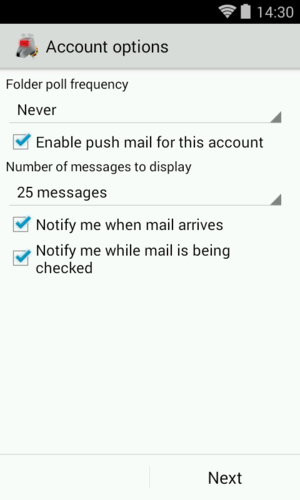 14:30
Account options
Folder poll frequency
Never
Enable push mail for this account
Number of messages to display
25 messages
Notify me when mail arrives
Notify me while mail is being
checked
Next